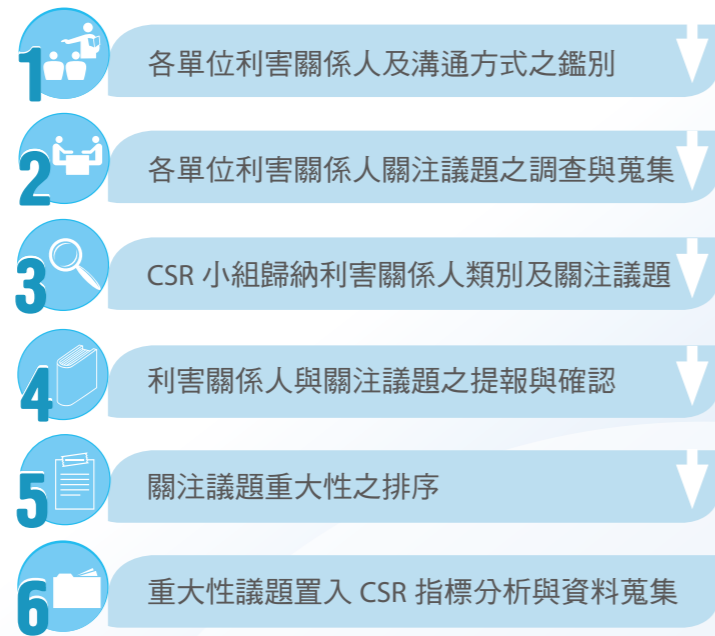 1 各單位利害關係人及溝通方式之鑑別
2 各單位利害關係人關注議題之調查與蒐集
3 CSR 小組歸納利害關係人類別及關注議題
4 利害關係人與關注議題之提報與確認
5 關注議題重大性之排序
6 重大性議題置入 CSR 指標分析與資料蒐集